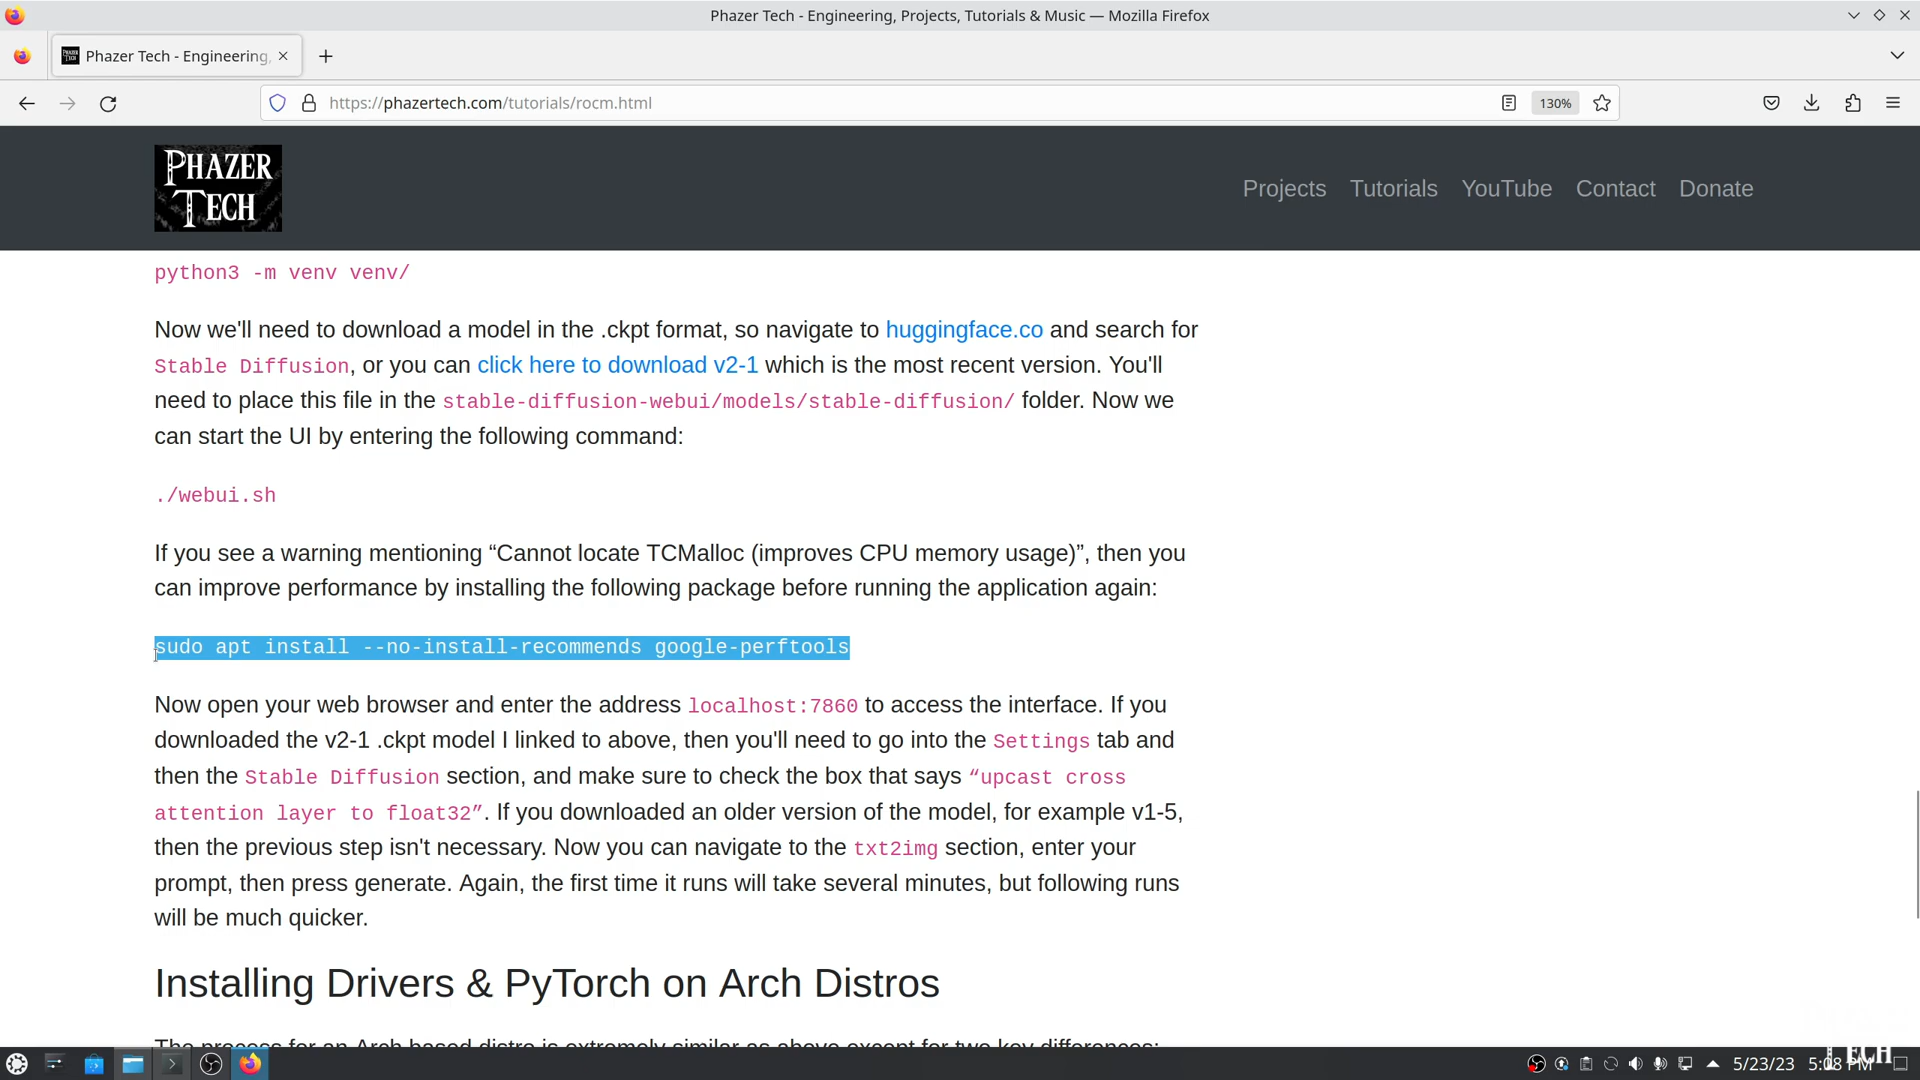 Phazer Tech - Engineering, Projects, Tutorials & Music — Mozilla Firefox
Phazer Tech - Engineering,
https://phazertech.com/tutorials/rocm.html
130%
PHAZER
TECH
Projects Tutorials YouTube Contact Donate
python3 -m venv venv/
Now we'll need to download a model in the .ckpt format, so navigate to huggingface.co and search for
Stable Diffusion, or you can click here to download v2-1 which is the most recent version. You'll
need to place this file in the stable-diffusion-webui/models/stable-diffusion/ folder. Now we
can start the UI by entering the following command:
./webui.sh
If you see a warning mentioning “Cannot locate TCMalloc (improves CPU memory usage)”, then you
can improve performance by installing the following package before running the application again:
sudo apt install --no-install-recommends google-perftools
Now open your web browser and enter the address localhost:7860 to access the interface. If you
downloaded the v2-1 .ckpt model I linked to above, then you'll need to go into the Settings tab and
then the Stable Diffusion section, and make sure to check the box that says “upcast cross
attention layer to float32”. If you downloaded an older version of the model, for example v1-5,
then the previous step isn't necessary. Now you can navigate to the txt2img section, enter your
prompt, then press generate. Again, the first time it runs will take several minutes, but following runs
will be much quicker.
Installing Drivers & PyTorch on Arch Distros
The process for an Arch based distro is extremely similar as above except for two key differences:
5/23/23 5:08 PM
TECH